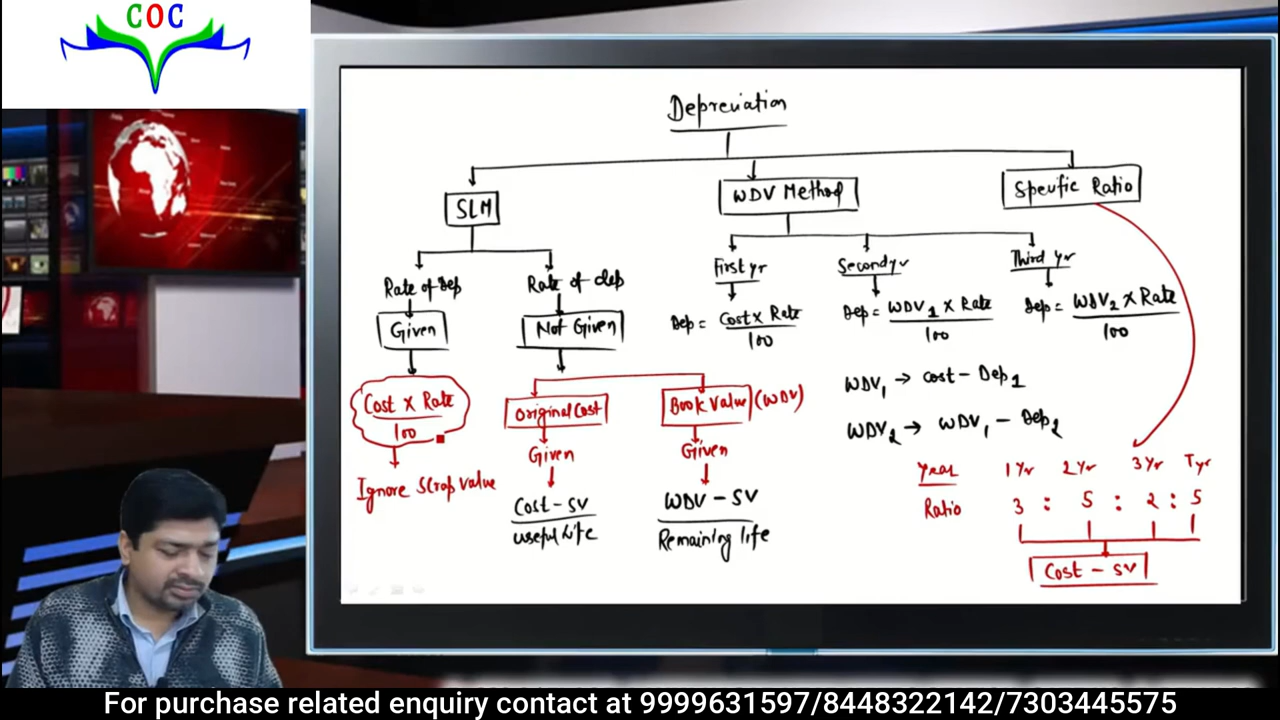 COC
Depreciation
SLM
WDV Method
Specific Ratio
Rate of Dep
Rate of dep
First yr
Second yr
Third yr
Given
Not Given
Dep = Cost x Rate / 100
Dep = WDV1 x Rate / 100
Dep = WDV2 x Rate / 100
Cost x Rate / 100
Original Cost
Book Value (WDV)
WDV1 → cost - Dep1
WDV2 → WDV1 - Dep2
Ignore Scrap Value
Given
Given
Cost - SV / useful life
WDV - SV / Remaining life
Year 1 Yr 2 Yr 3 Yr T yr
Ratio 3 : 5 : 2 : 5
Cost - SV
For purchase related enquiry contact at 9999631597/8448322142/7303445575